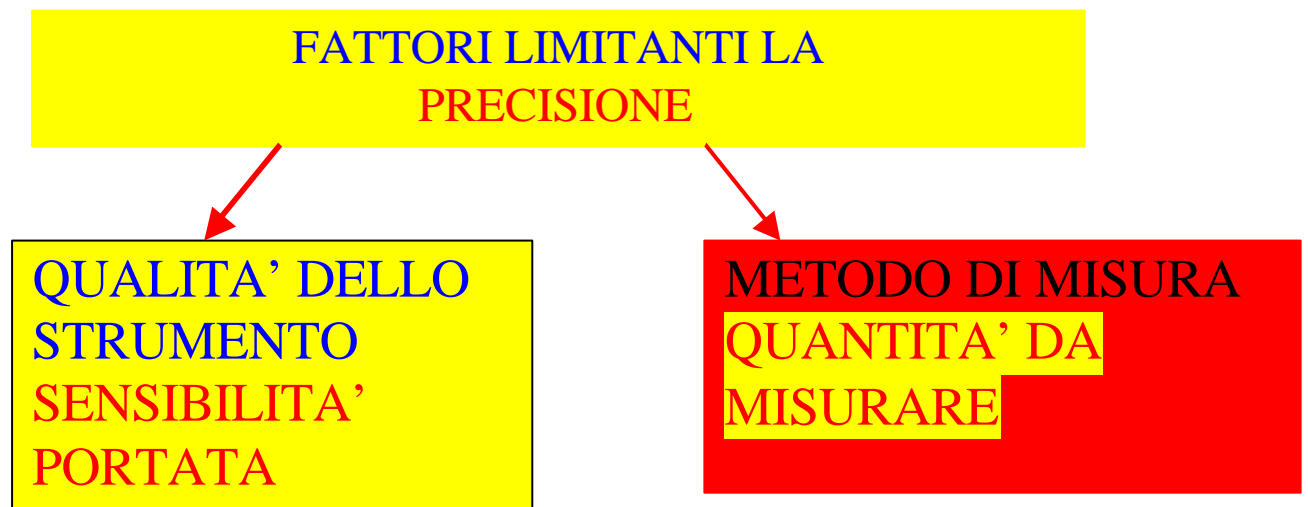 FATTORI LIMITANTI LA
PRECISIONE
QUALITA’ DELLO
STRUMENTO
SENSIBILITA’
PORTATA
METODO DI MISURA
QUANTITA’ DA
MISURARE